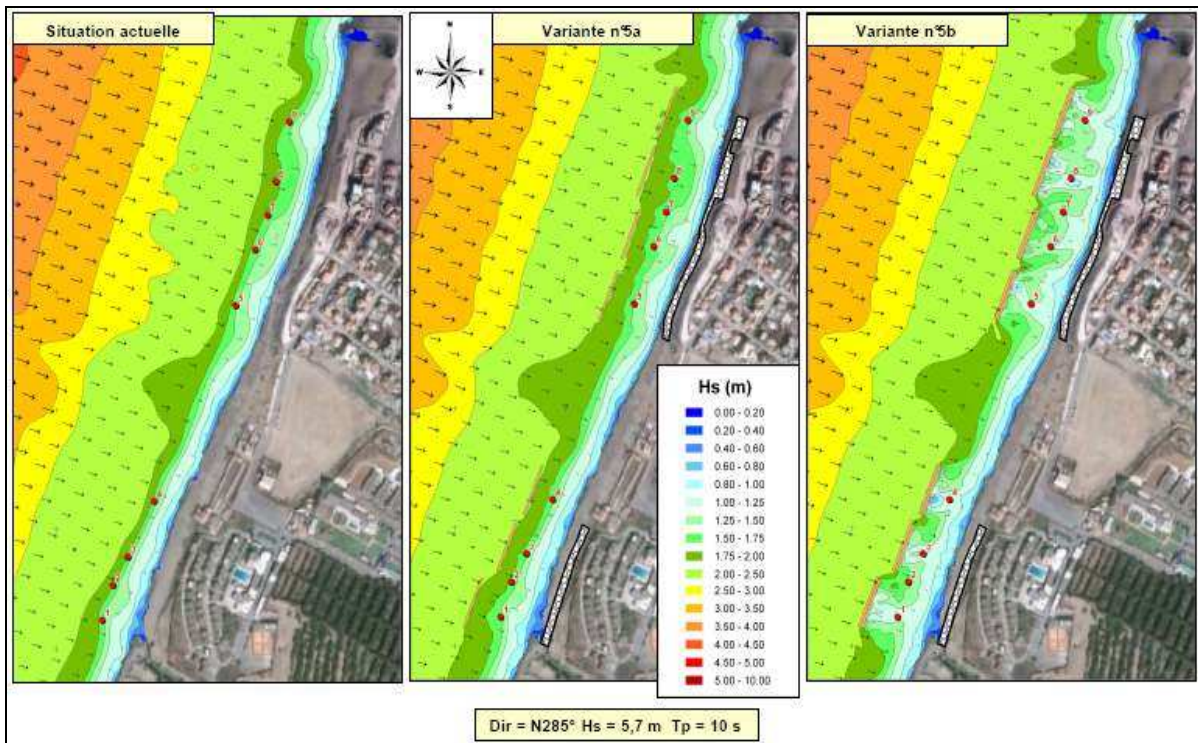 Situation actuelle
Variante n°5a
Variante n°5b
N
W
E
S
Hs (m)
0.00 - 0.20
0.20 - 0.40
0.40 - 0.60
0.60 - 0.80
0.80 - 1.00
1.00 - 1.25
1.25 - 1.50
1.50 - 1.75
1.75 - 2.00
2.00 - 2.50
2.50 - 3.00
3.00 - 3.50
3.50 - 4.00
4.00 - 4.50
4.50 - 5.00
5.00 - 10.00
Dir = N285° Hs = 5,7 m Tp = 10 s